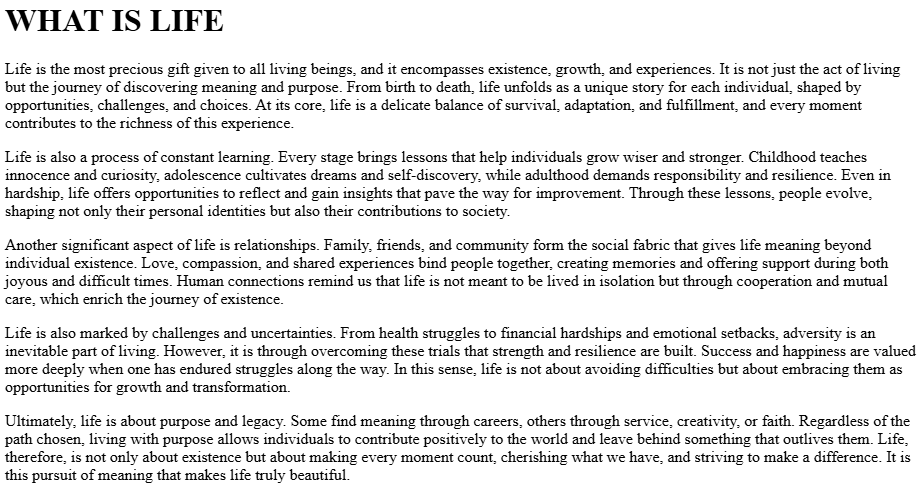 WHAT IS LIFE
Life is the most precious gift given to all living beings, and it encompasses existence, growth, and experiences. It is not just the act of living
but the journey of discovering meaning and purpose. From birth to death, life unfolds as a unique story for each individual, shaped by
opportunities, challenges, and choices. At its core, life is a delicate balance of survival, adaptation, and fulfillment, and every moment
contributes to the richness of this experience.
Life is also a process of constant learning. Every stage brings lessons that help individuals grow wiser and stronger. Childhood teaches
innocence and curiosity, adolescence cultivates dreams and self-discovery, while adulthood demands responsibility and resilience. Even in
hardship, life offers opportunities to reflect and gain insights that pave the way for improvement. Through these lessons, people evolve,
shaping not only their personal identities but also their contributions to society.
Another significant aspect of life is relationships. Family, friends, and community form the social fabric that gives life meaning beyond
individual existence. Love, compassion, and shared experiences bind people together, creating memories and offering support during both
joyous and difficult times. Human connections remind us that life is not meant to be lived in isolation but through cooperation and mutual
care, which enrich the journey of existence.
Life is also marked by challenges and uncertainties. From health struggles to financial hardships and emotional setbacks, adversity is an
inevitable part of living. However, it is through overcoming these trials that strength and resilience are built. Success and happiness are valued
more deeply when one has endured struggles along the way. In this sense, life is not about avoiding difficulties but about embracing them as
opportunities for growth and transformation.
Ultimately, life is about purpose and legacy. Some find meaning through careers, others through service, creativity, or faith. Regardless of the
path chosen, living with purpose allows individuals to contribute positively to the world and leave behind something that outlives them. Life,
therefore, is not only about existence but about making every moment count, cherishing what we have, and striving to make a difference. It is
this pursuit of meaning that makes life truly beautiful.